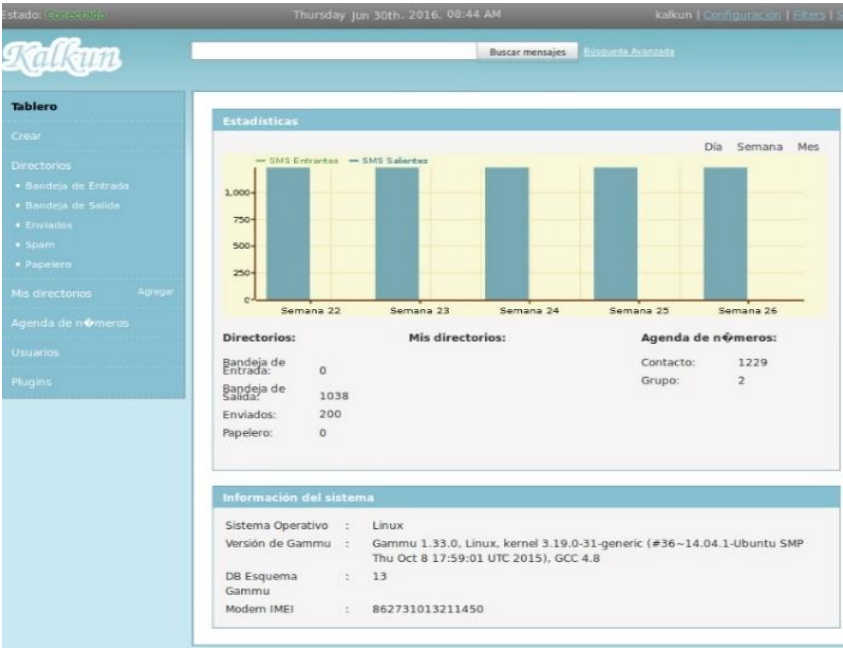 Estado: Conectado
Thursday Jun 30th, 2016, 08:44 AM
kalkun | Configuración | Filters | S
Kalkun
Buscar mensajes
Búsqueda Avanzada
Tablero
Crear
Directorios
Bandeja de Entrada
Bandeja de Salida
Enviados
Spam
Papelero
Mis directorios Agregar
Agenda de n�meros
Usuarios
Plugins
Estadísticas
Día Semana Mes
SMS Entrantes SMS Salientes
1,000
750
500
250
0
Semana 22 Semana 23 Semana 24 Semana 25 Semana 26
Directorios: Mis directorios: Agenda de n�meros:
Bandeja de Entrada: 0
Bandeja de Salida: 1038
Enviados: 200
Papelero: 0
Contacto: 1229
Grupo: 2
Información del sistema
Sistema Operativo : Linux
Versión de Gammu : Gammu 1.33.0, Linux, kernel 3.19.0-31-generic (#36~14.04.1-Ubuntu SMP
Thu Oct 8 17:59:01 UTC 2015), GCC 4.8
DB Esquema Gammu : 13
Modem IMEI : 862731013211450